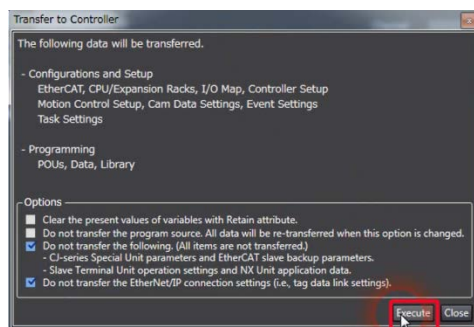 Transfer to Controller
The following data will be transferred.
- Configurations and Setup
EtherCAT, CPU/Expansion Racks, I/O Map, Controller Setup
Motion Control Setup, Cam Data Settings, Event Settings
Task Settings
- Programming
POUs, Data, Library
Options
Clear the present values of variables with Retain attribute.
Do not transfer the program source. All data will be re-transferred when this option is changed.
Do not transfer the following. (All items are not transferred.)
- CJ-series Special Unit parameters and EtherCAT slave backup parameters.
- Slave Terminal Unit operation settings and NX Unit application data.
Do not transfer the EtherNet/IP connection settings (i.e., tag data link settings).
Execute Close